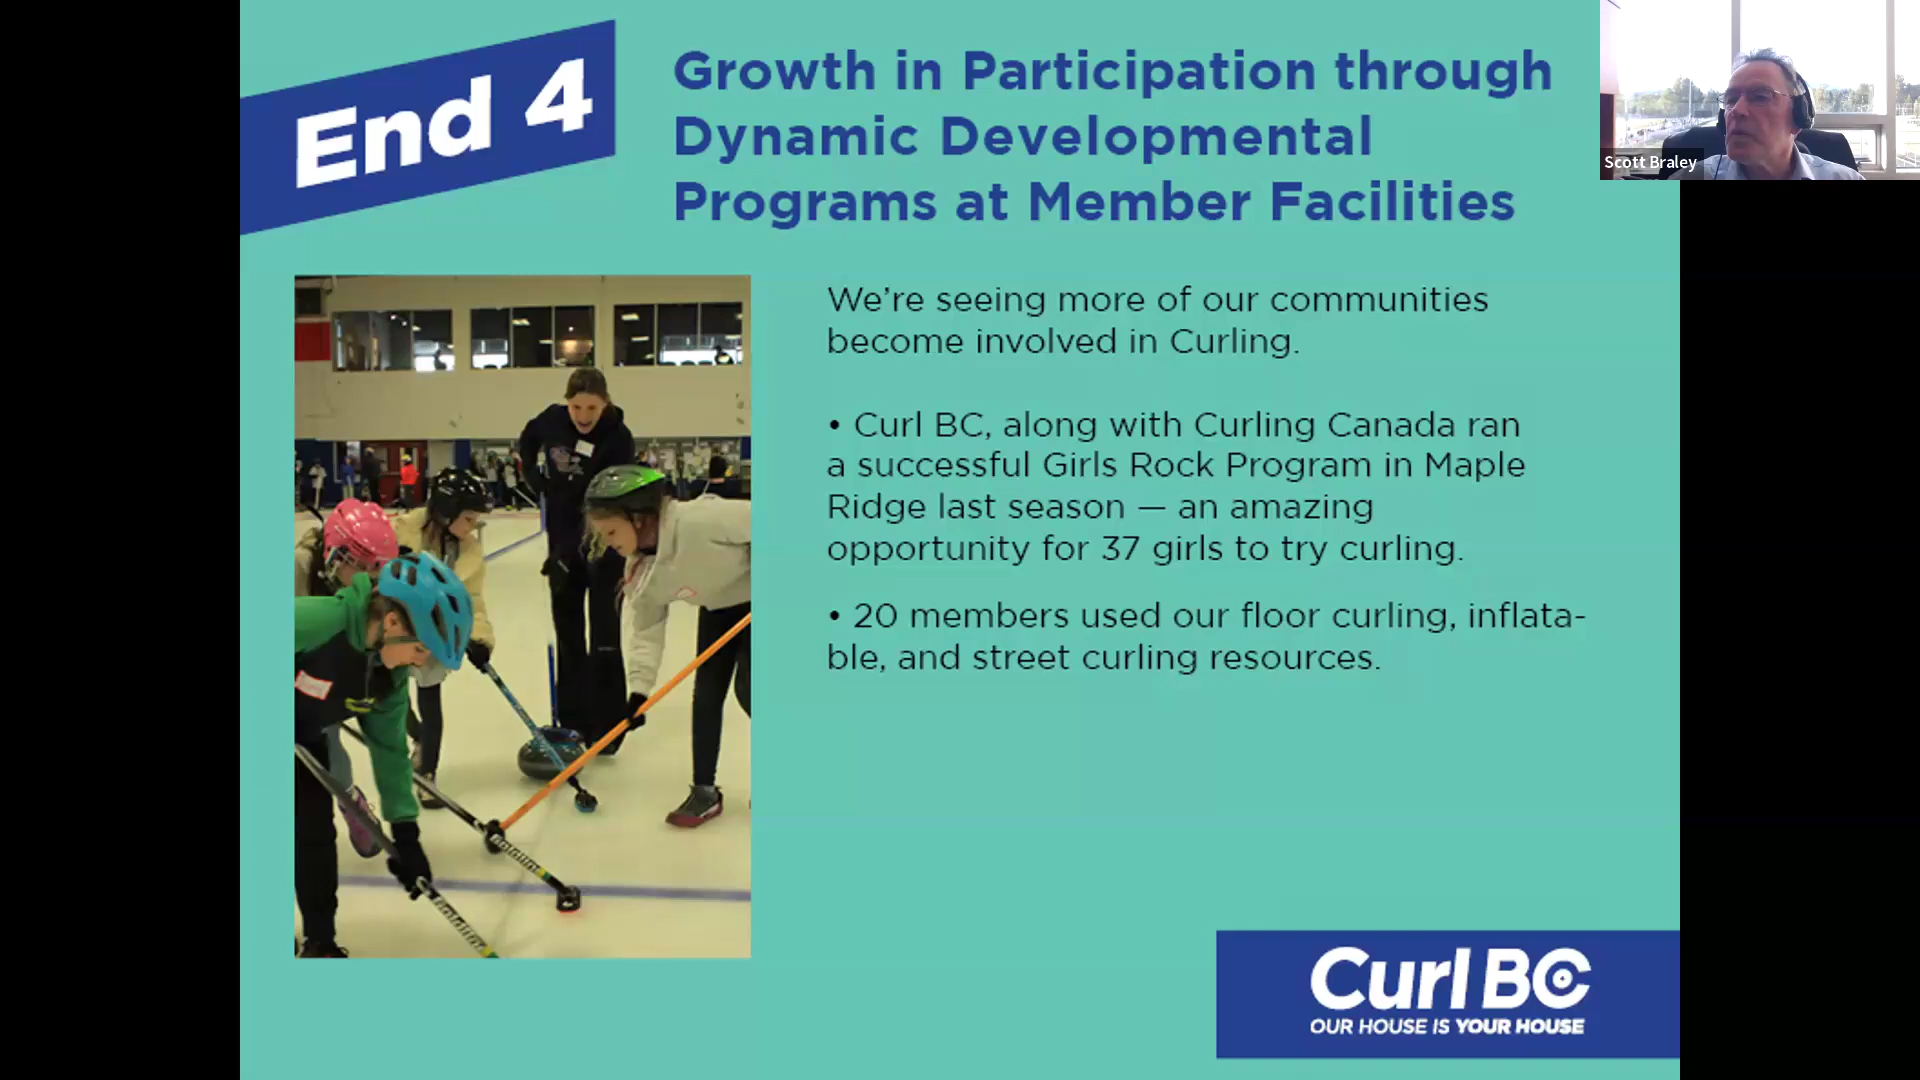 End 4
Growth in Participation through
Dynamic Developmental
Programs at Member Facilities
Scott Braley
We're seeing more of our communities
become involved in Curling.
• Curl BC, along with Curling Canada ran
a successful Girls Rock Program in Maple
Ridge last season — an amazing
opportunity for 37 girls to try curling.
• 20 members used our floor curling, inflata-
ble, and street curling resources.
Goldline
Goldline
Curl BC
OUR HOUSE IS YOUR HOUSE